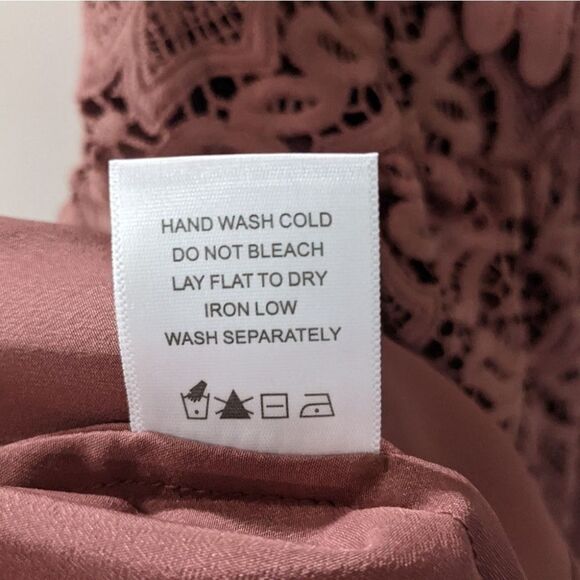 HAND WASH COLD
DO NOT BLEACH
LAY FLAT TO DRY
IRON LOW
WASH SEPARATELY